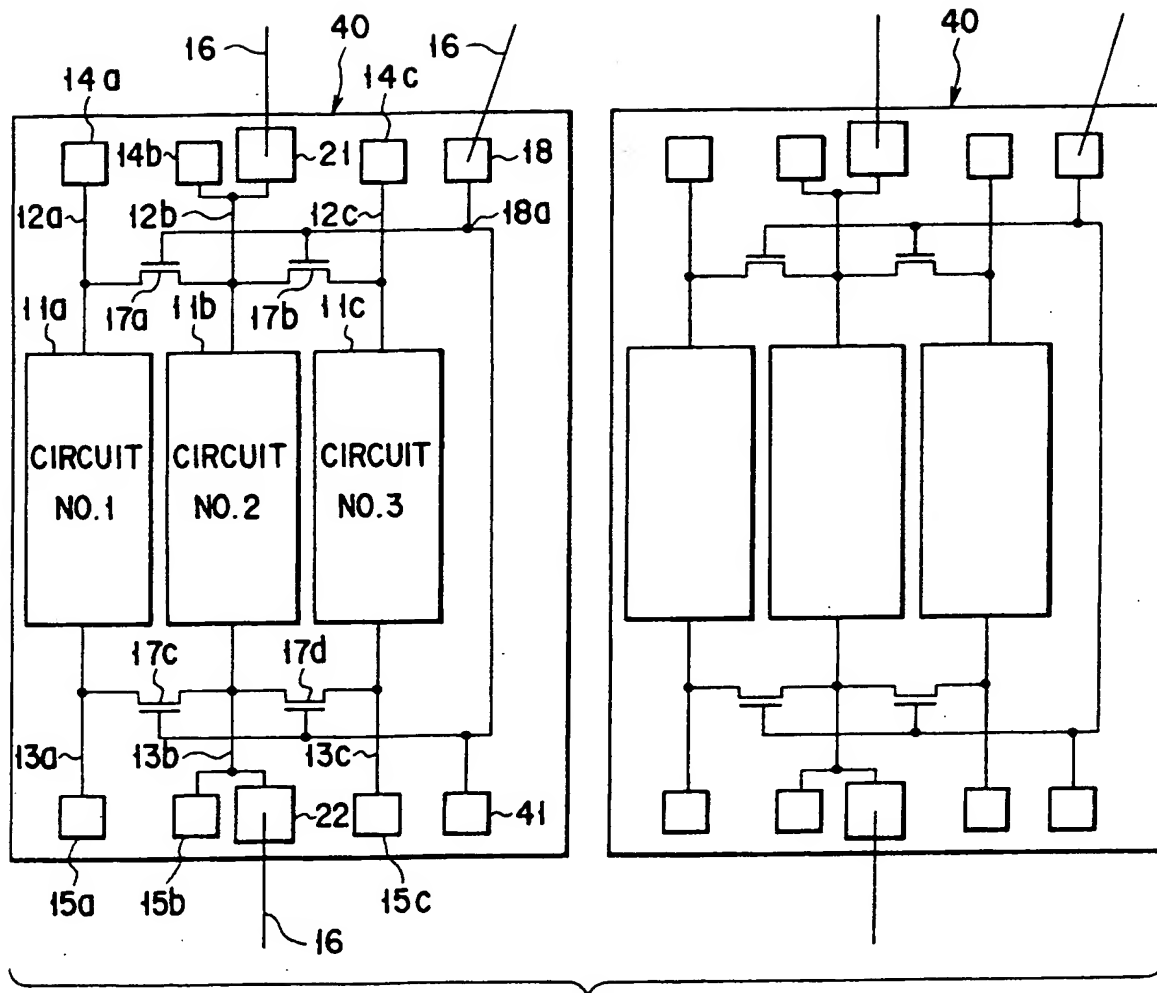 16 40 16 40
14a 14c
14b 21 18
12a 12b 12c 18a
17a 17b
11a 11b 11c
CIRCUIT NO.1
CIRCUIT NO.2
CIRCUIT NO.3
17c 17d
13a 13b 13c
22 41
15a 15b 15c
16